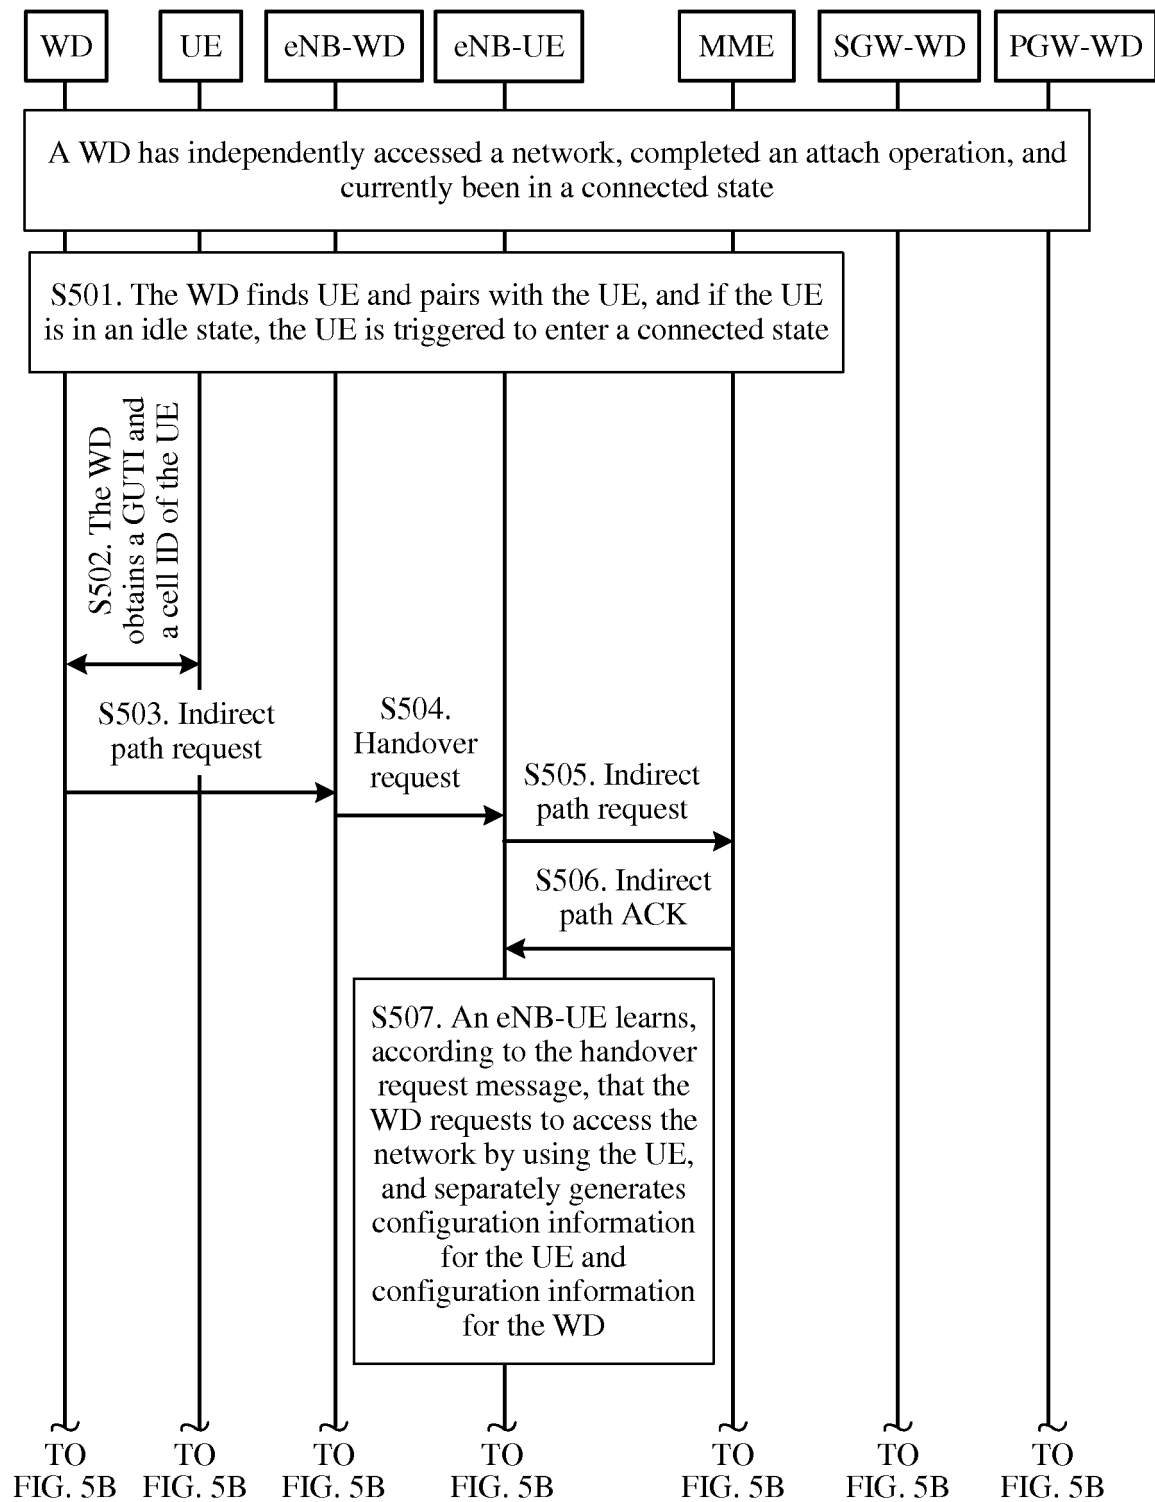 WD UE eNB-WD eNB-UE MME SGW-WD PGW-WD
A WD has independently accessed a network, completed an attach operation, and
currently been in a connected state
S501. The WD finds UE and pairs with the UE, and if the UE
is in an idle state, the UE is triggered to enter a connected state
S502. The WD
obtains a GUTI and
a cell ID of the UE
S503. Indirect
path request
S504.
Handover
request
S505. Indirect
path request
S506. Indirect
path ACK
S507. An eNB-UE learns,
according to the handover
request message, that the
WD requests to access the
network by using the UE,
and separately generates
configuration information
for the UE and
configuration information
for the WD
TO TO TO TO TO TO TO
FIG. 5B FIG. 5B FIG. 5B FIG. 5B FIG. 5B FIG. 5B FIG. 5B